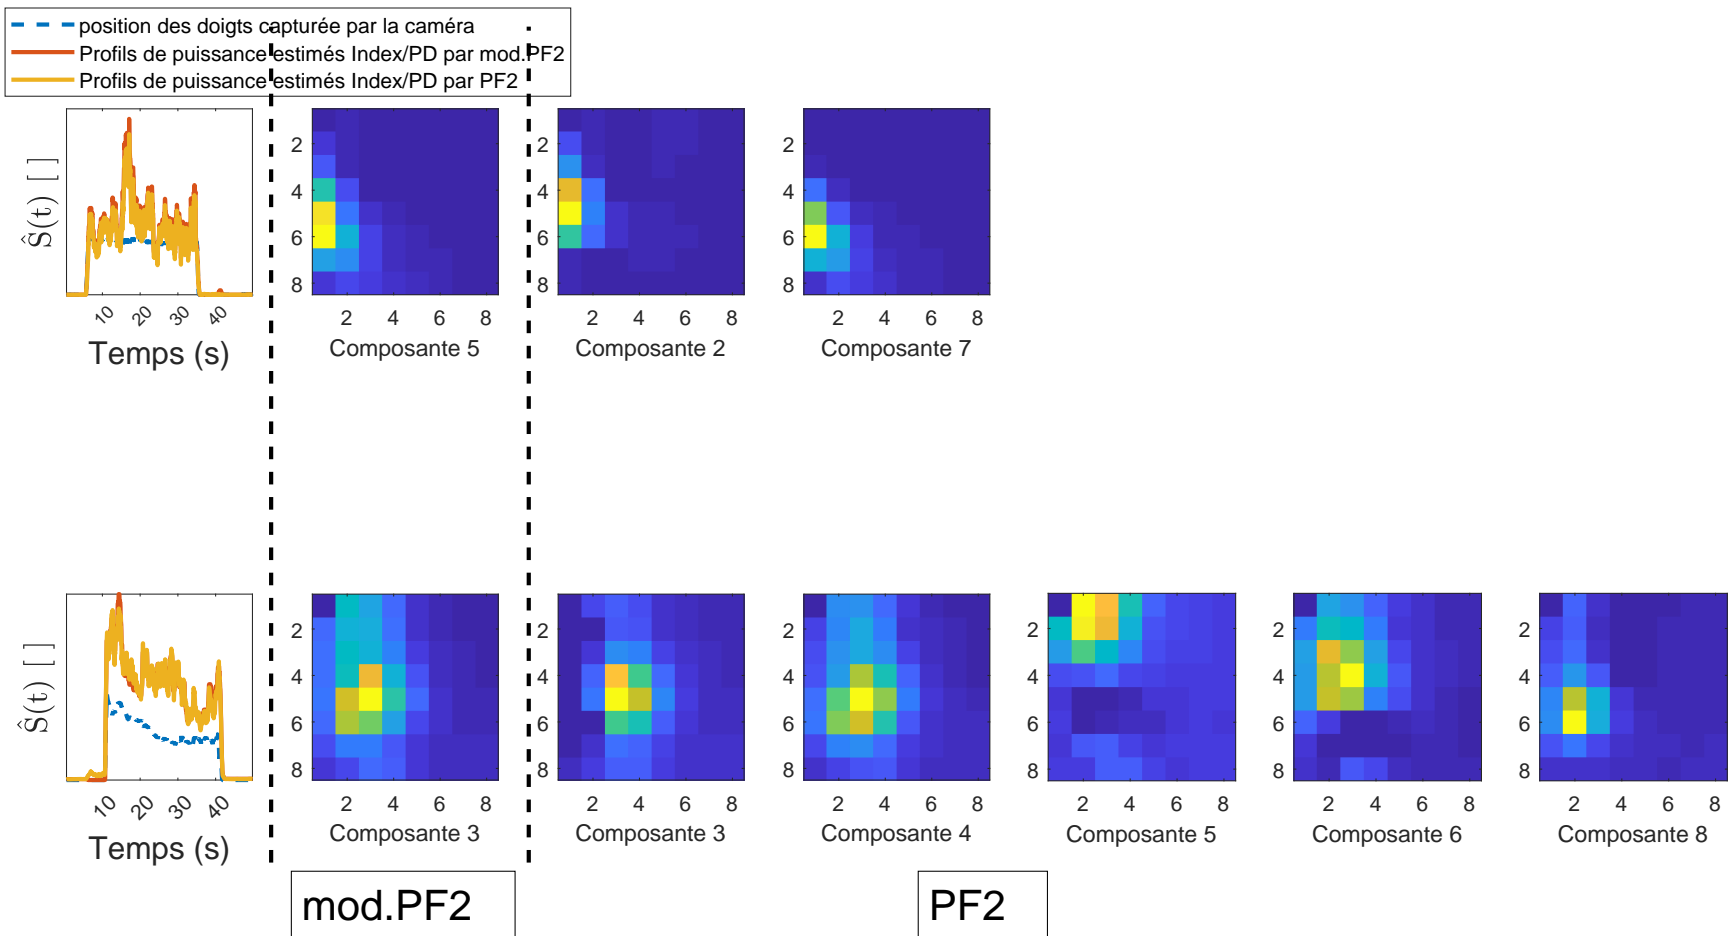 position des doigts capturée par la caméra
Profils de puissance estimés Index/PD par mod.PF2
Profils de puissance estimés Index/PD par PF2
Ŝ(t) [ ]
10 20 30 40
Temps (s)
2
4
6
8
2 4 6 8
Composante 5
2
4
6
8
2 4 6 8
Composante 2
2
4
6
8
2 4 6 8
Composante 7
Ŝ(t) [ ]
10 20 30 40
Temps (s)
2
4
6
8
2 4 6 8
Composante 3
2
4
6
8
2 4 6 8
Composante 3
2
4
6
8
2 4 6 8
Composante 4
2
4
6
8
2 4 6 8
Composante 5
2
4
6
8
2 4 6 8
Composante 6
2
4
6
8
2 4 6 8
Composante 8
mod.PF2
PF2